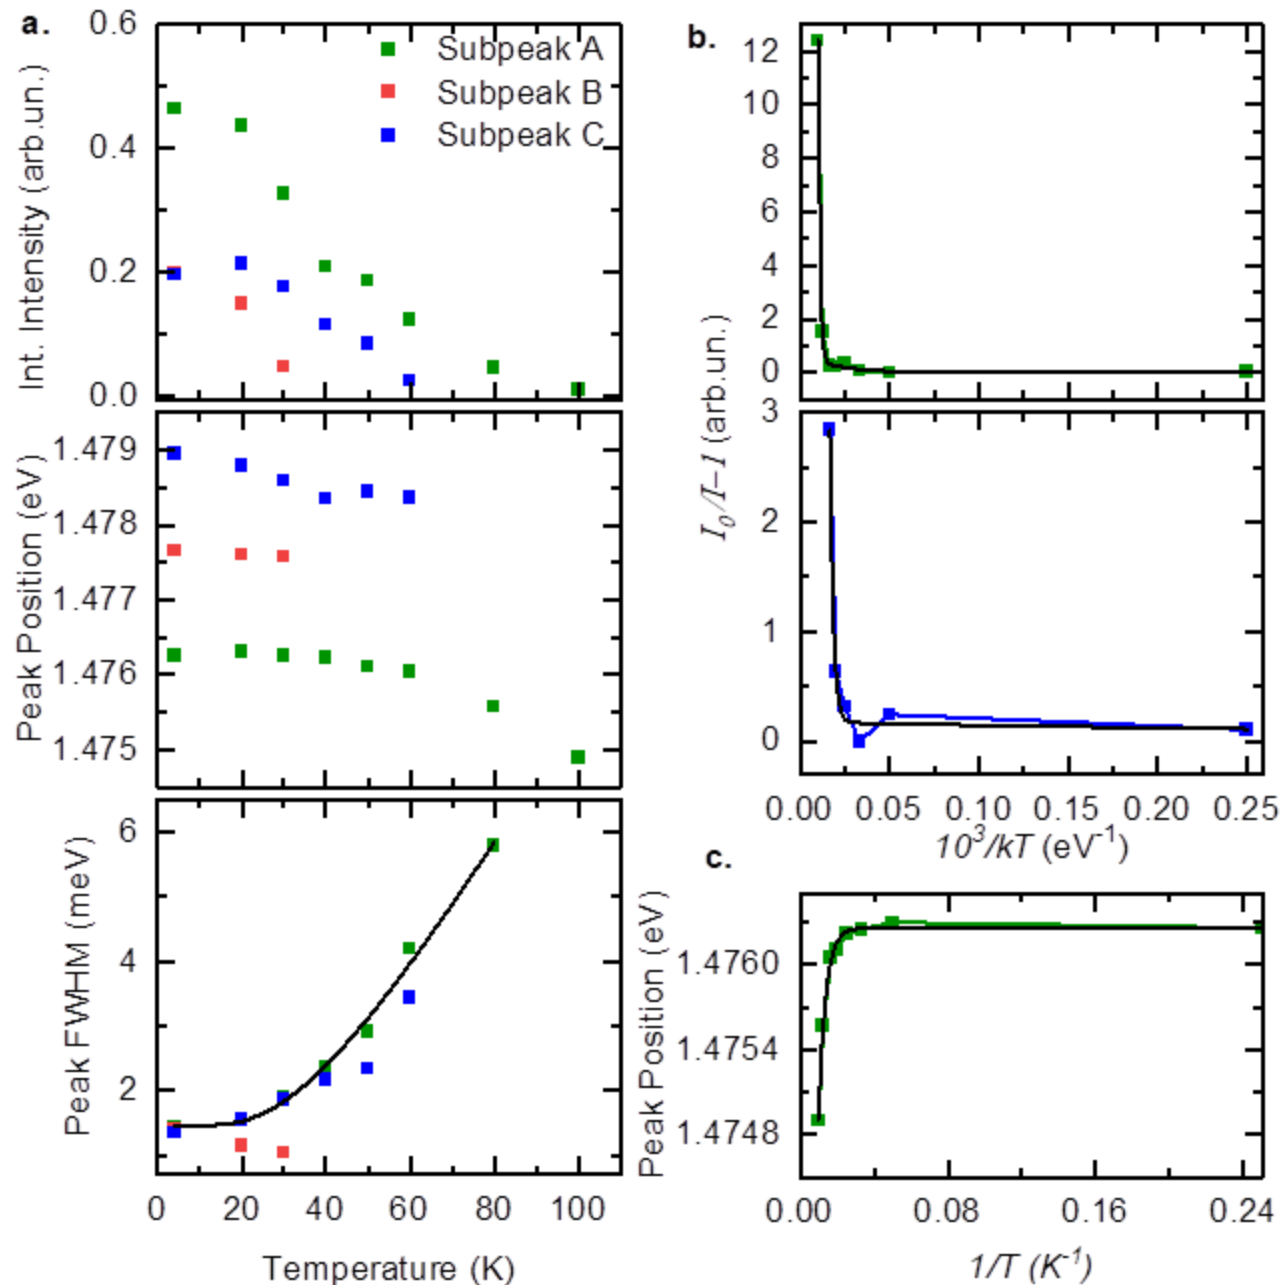 a.
Int. Intensity (arb.un.)
0.6
0.4
0.2
0.0
Subpeak A
Subpeak B
Subpeak C
Peak Position (eV)
1.479
1.478
1.477
1.476
1.475
Peak FWHM (meV)
6
4
2
0 20 40 60 80 100
Temperature (K)
b.
I₀/I−1 (arb.un.)
12
10
8
6
4
2
0
3
2
1
0
0.00 0.05 0.10 0.15 0.20 0.25
10³/kT (eV⁻¹)
c.
Peak Position (eV)
1.4760
1.4754
1.4748
0.00 0.08 0.16 0.24
1/T (K⁻¹)